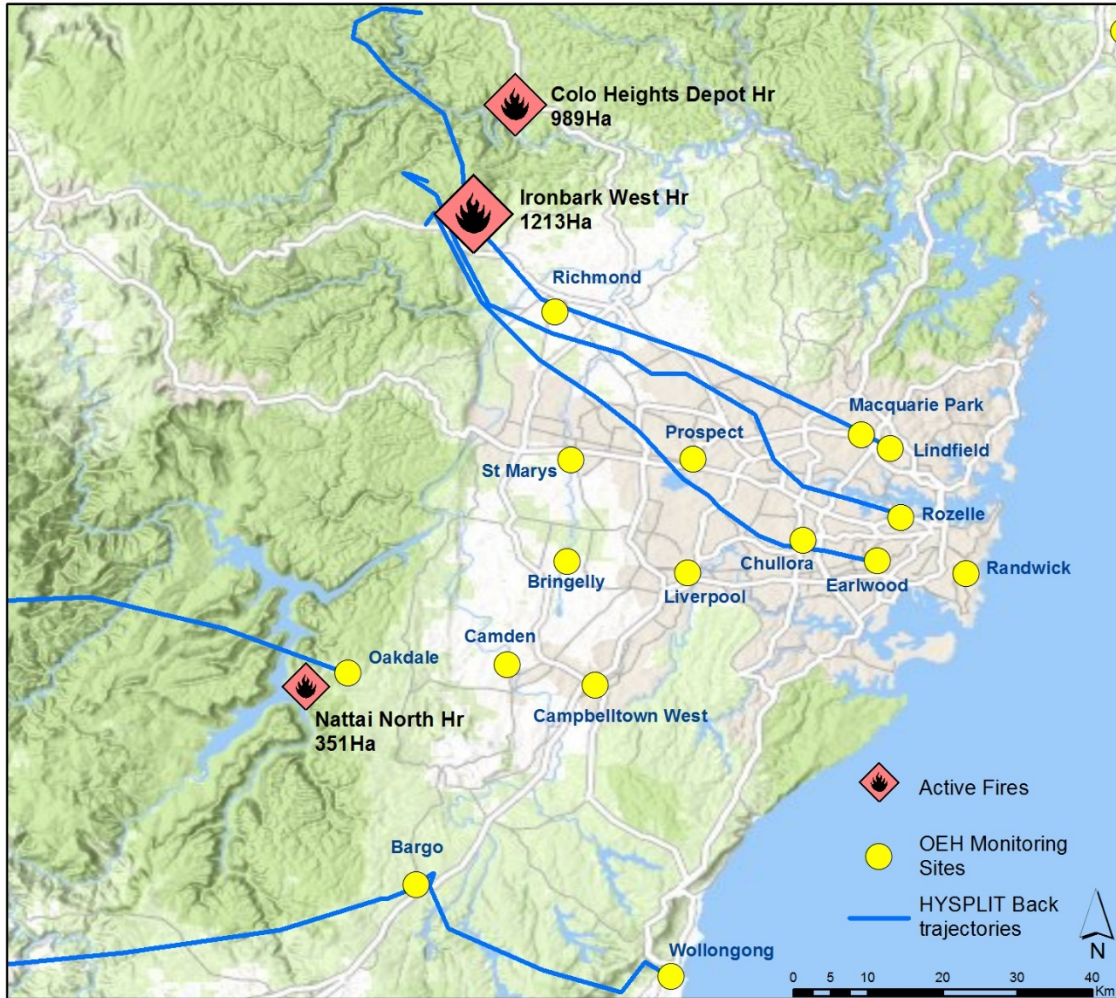 Colo Heights Depot Hr
989Ha
Ironbark West Hr
1213Ha
Richmond
Macquarie Park
Lindfield
Prospect
St Marys
Rozelle
Chullora
Earlwood
Randwick
Bringelly
Liverpool
Camden
Oakdale
Campbelltown West
Nattai North Hr
351Ha
Active Fires
OEH Monitoring
Sites
HYSPLIT Back
trajectories
Bargo
Wollongong
N
0 5 10 20 30 40
Km